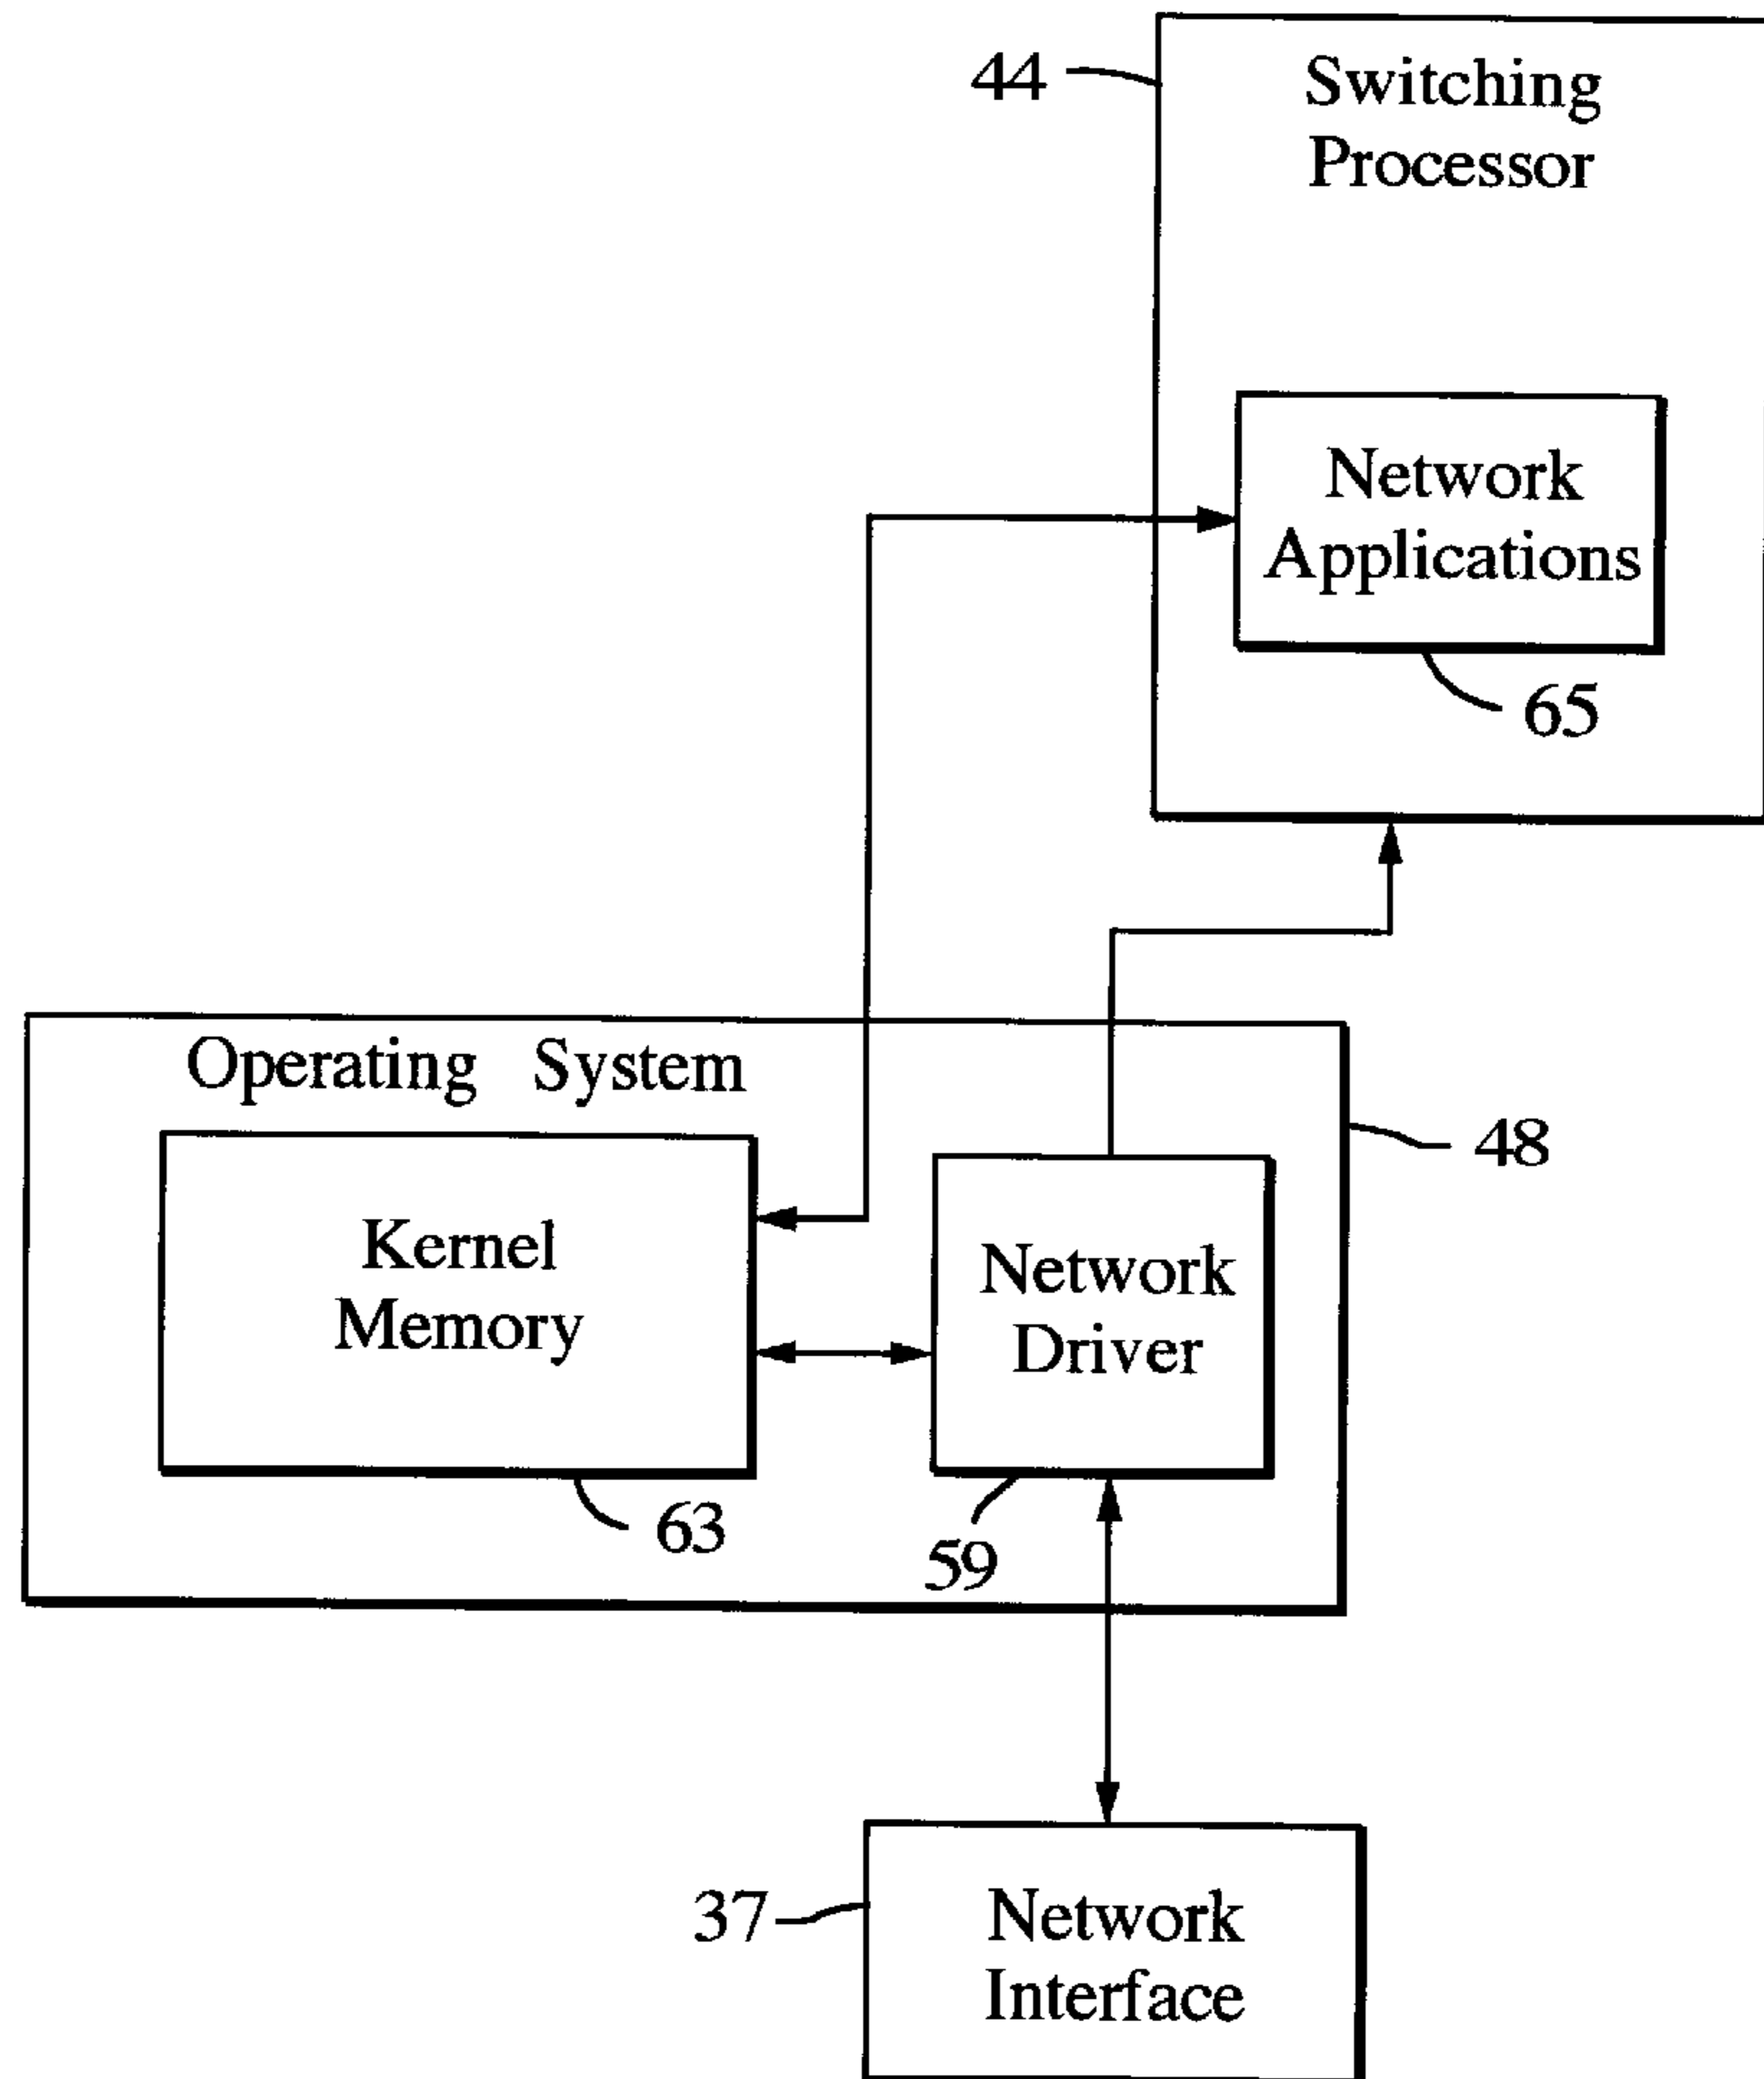 44
Switching
Processor
Network
Applications
65
Operating System
48
Kernel
Memory
Network
Driver
63
59
37
Network
Interface